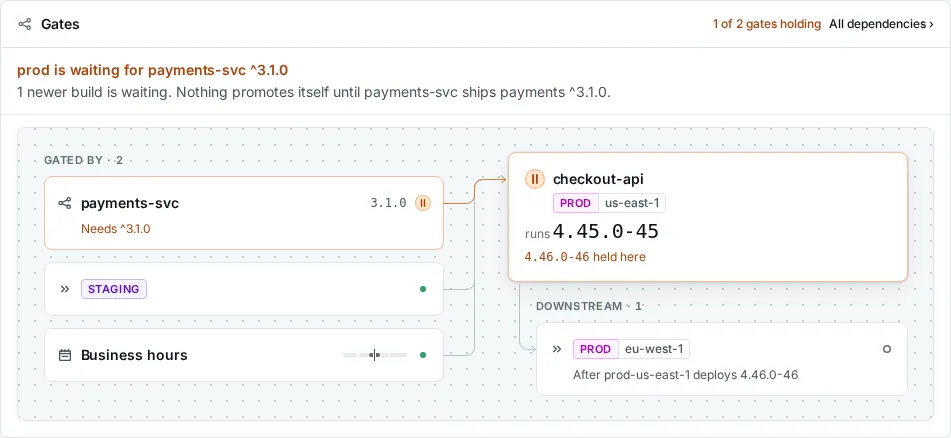 Gates
1 of 2 gates holding All dependencies ›
prod is waiting for payments-svc ^3.1.0
1 newer build is waiting. Nothing promotes itself until payments-svc ships payments ^3.1.0.
GATED BY · 2
payments-svc 3.1.0
Needs ^3.1.0
STAGING
Business hours
checkout-api
PROD us-east-1
runs 4.45.0-45
4.46.0-46 held here
DOWNSTREAM · 1
PROD eu-west-1
After prod-us-east-1 deploys 4.46.0-46